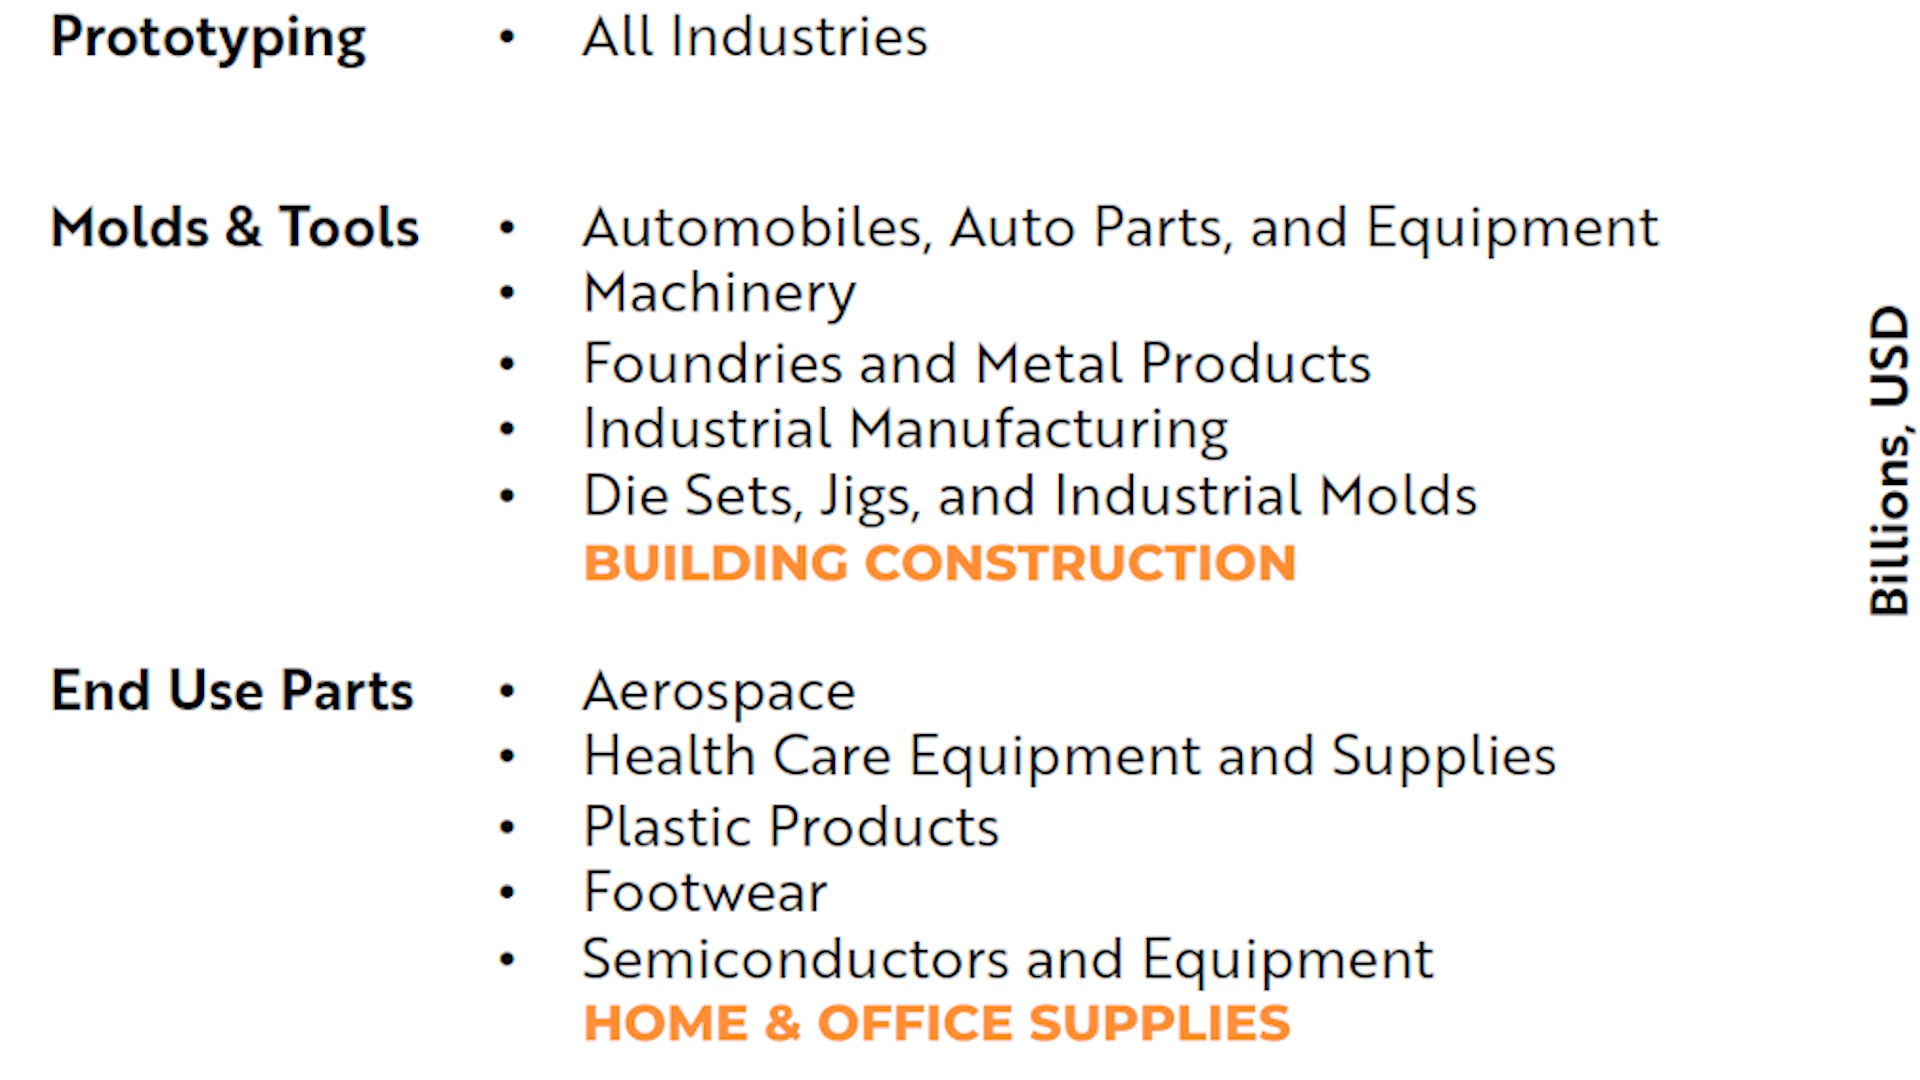 Prototyping • All Industries
Molds & Tools • Automobiles, Auto Parts, and Equipment
• Machinery
• Foundries and Metal Products
• Industrial Manufacturing
• Die Sets, Jigs, and Industrial Molds
BUILDING CONSTRUCTION
End Use Parts • Aerospace
• Health Care Equipment and Supplies
• Plastic Products
• Footwear
• Semiconductors and Equipment
HOME & OFFICE SUPPLIES
Billions, USD